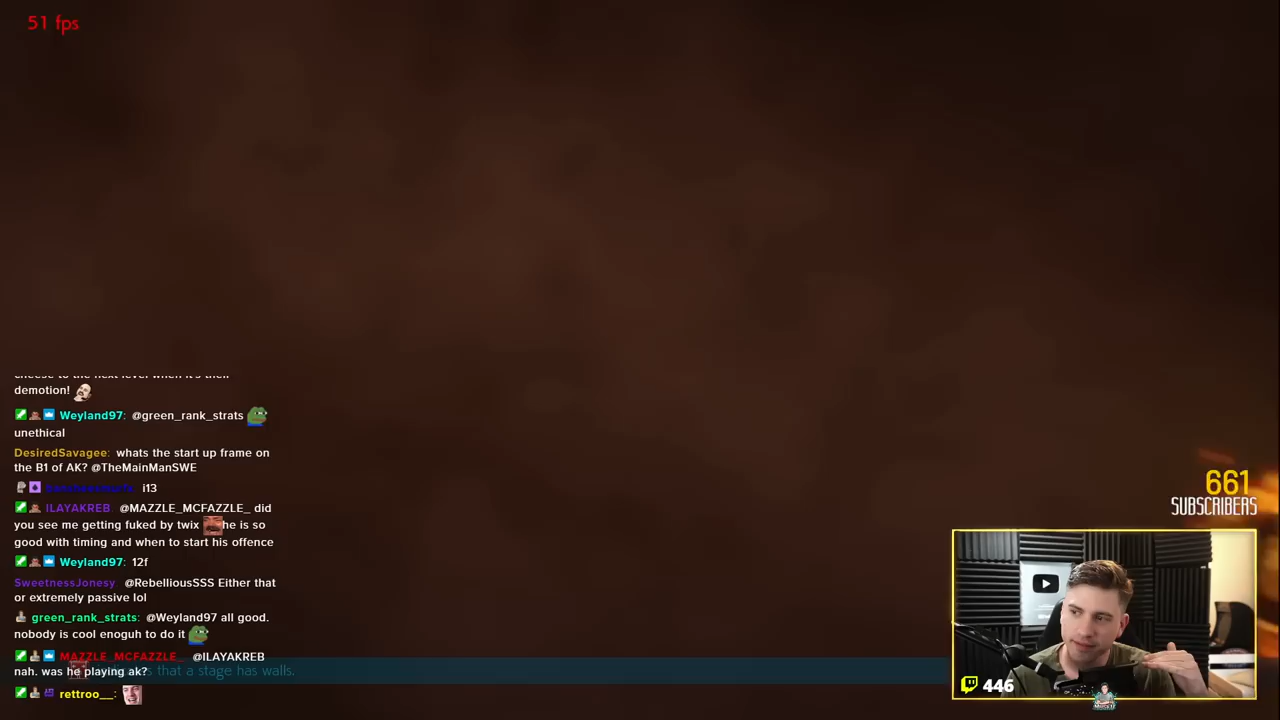 51 fps
demotion!
Weyland97: @green_rank_strats
unethical
DesiredSavagee: whats the start up frame on
the B1 of AK? @TheMainManSWE
i13
ILAYAKREB: @MAZZLE_MCFAZZLE_ did
you see me getting fuked by twix he is so
good with timing and when to start his offence
Weyland97: 12f
SweetnessJonesy: @RebelliousSSS Either that
or extremely passive lol
green_rank_strats: @Weyland97 all good.
nobody is cool enoguh to do it
MAZZLE_MCFAZZLE_: @ILAYAKREB
nah. was he playing ak?
that a stage has walls.
rettroo__:
661
SUBSCRIBERS
446